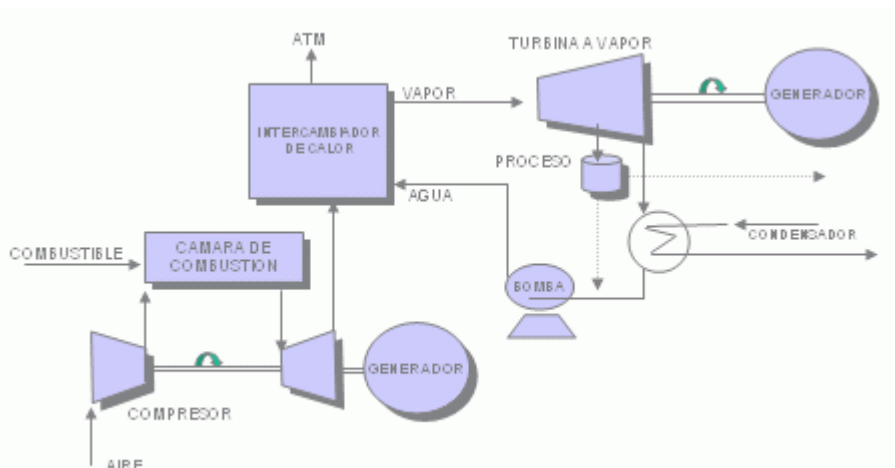 ATM
TURBINA A VAPOR
VAPOR
GENERADOR
INTERCAMBIADOR
DE CALOR
PROCESO
AGUA
CAMARA DE
COMBUSTION
COMBUSTIBLE
CONDENSADOR
BOMBA
GENERADOR
COMPRESOR
AIRE